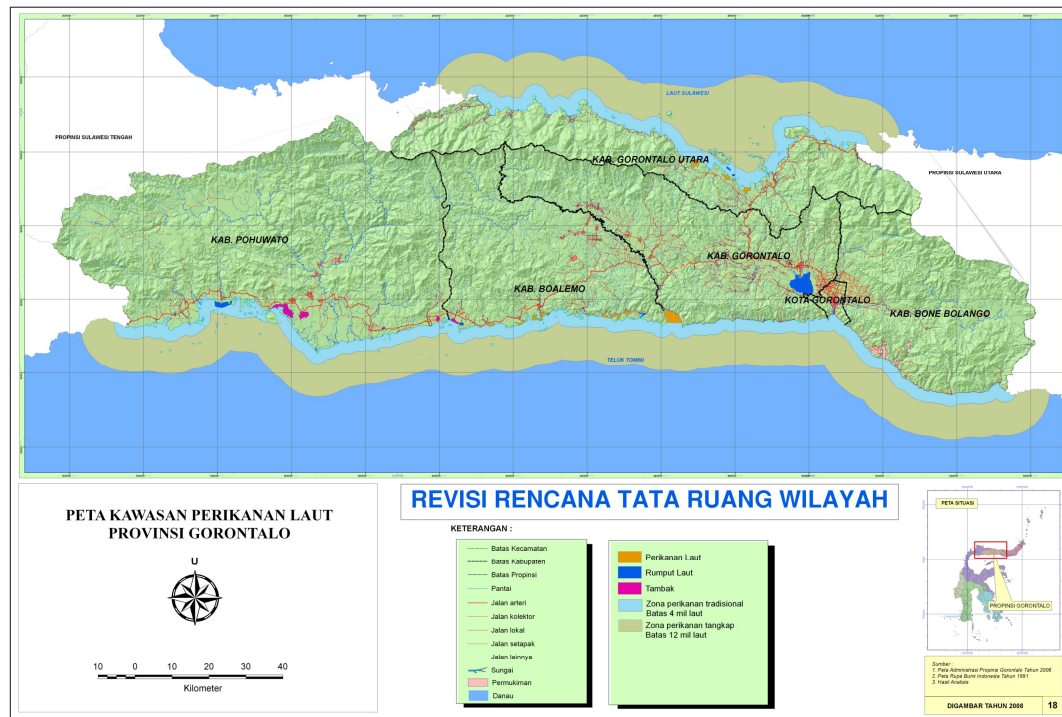 LAUT SULAWESI
PROPINSI SULAWESI TENGAH
KAB. GORONTALO UTARA
PROPINSI SULAWESI UTARA
KAB. POHUWATO
KAB. GORONTALO
KAB. BOALEMO
KOTA GORONTALO
KAB. BONE BOLANGO
TELUK TOMINI
PETA KAWASAN PERIKANAN LAUT
PROVINSI GORONTALO
U
10 0 10 20 30 40
Kilometer
REVISI RENCANA TATA RUANG WILAYAH
KETERANGAN :
Batas Kecamatan
Batas Kabupaten
Batas Propinsi
Pantai
Jalan arteri
Jalan kolektor
Jalan lokal
Jalan setapak
Jalan lainnya
Sungai
Permukiman
Danau
Perikanan Laut
Rumput Laut
Tambak
Zona perikanan tradisional
Batas 4 mil laut
Zona perikanan tangkap
Batas 12 mil laut
PETA SITUASI
PROPINSI GORONTALO
Sumber :
1. Peta Administrasi Propinsi Gorontalo Tahun 2006
2. Peta Rupa Bumi Indonesia Tahun 1991
3. Hasil Analisis
DIGAMBAR TAHUN 2008 18